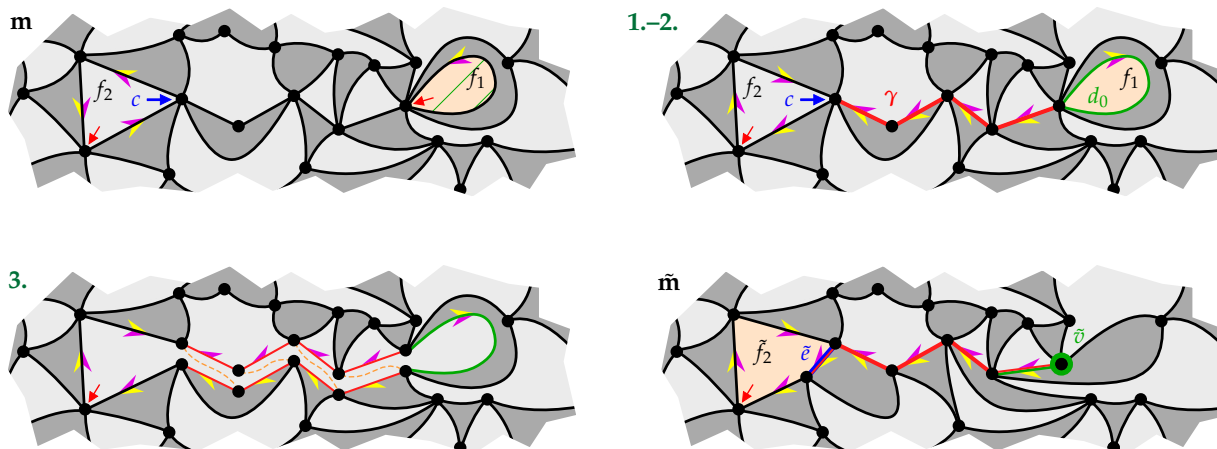 m
f₂
c
f₁
1.–2.
f₂
c
γ
d₀
f₁
3.
m̃
f̃₂
ẽ
ṽ